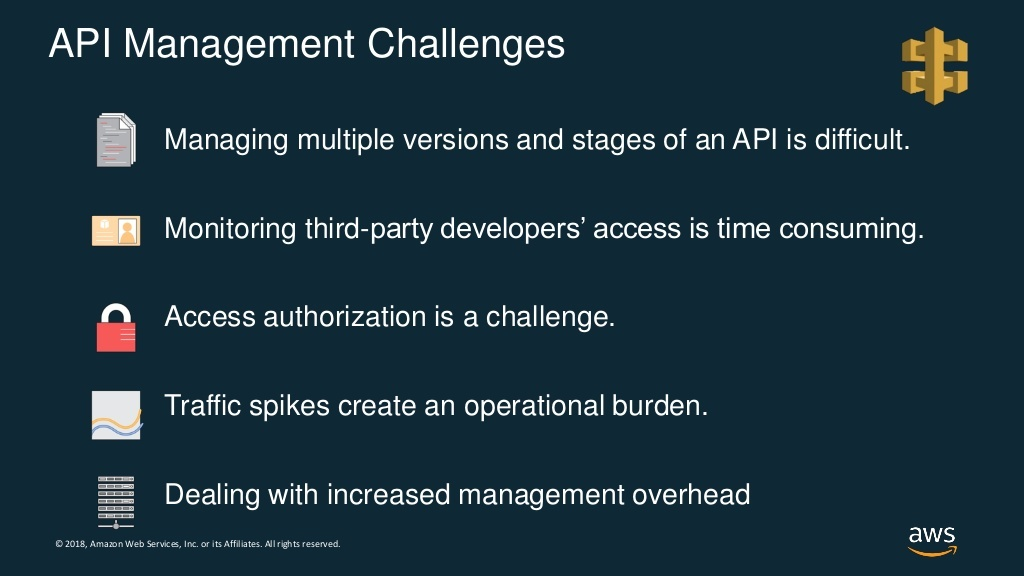 API Management Challenges
Managing multiple versions and stages of an API is difficult.
Monitoring third-party developers’ access is time consuming.
Access authorization is a challenge.
Traffic spikes create an operational burden.
Dealing with increased management overhead
© 2018, Amazon Web Services, Inc. or its Affiliates. All rights reserved.
aws